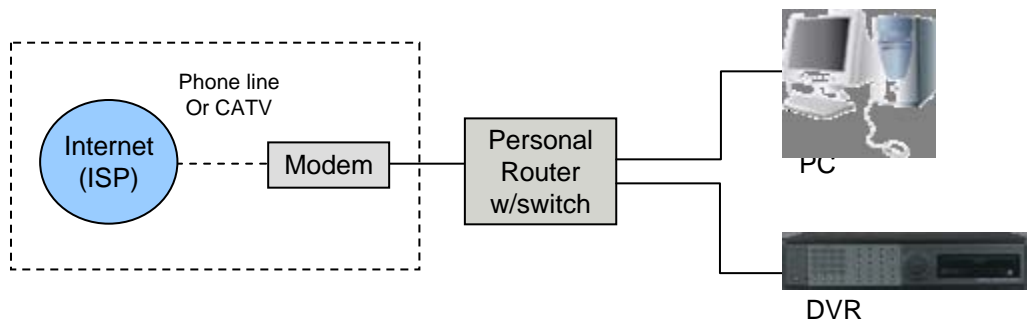 Phone line
Or CATV
Internet
(ISP)
Modem
Personal
Router
w/switch
PC
DVR